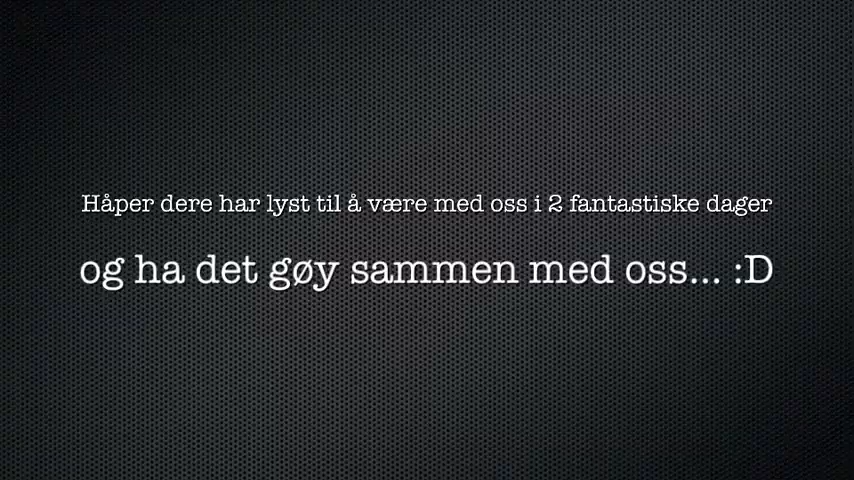 Håper dere har lyst til å være med oss i 2 fantastiske dager
og ha det gøy sammen med oss... :D